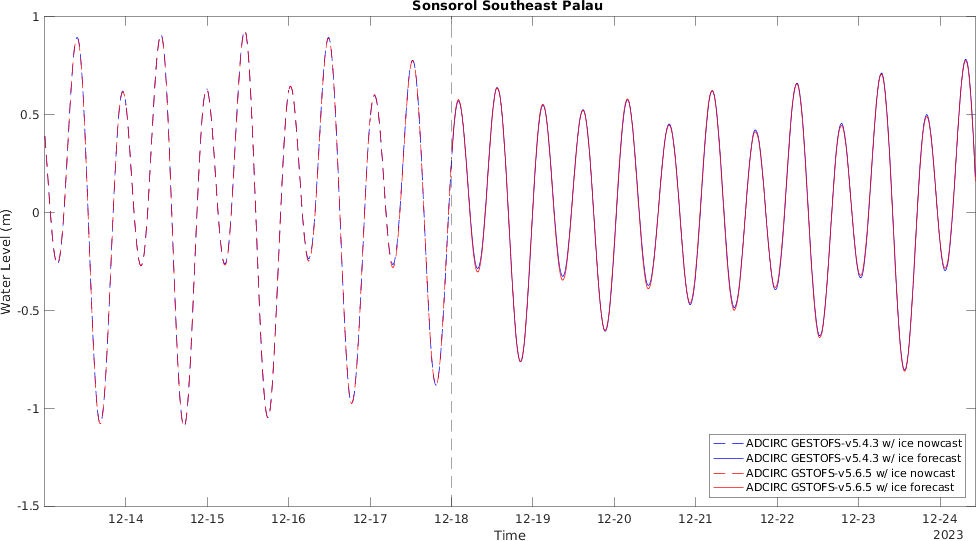 Sonsorol Southeast Palau
1
0.5
0
-0.5
-1
-1.5
Water Level (m)
ADCIRC GESTOFS-v5.4.3 w/ ice nowcast
ADCIRC GESTOFS-v5.4.3 w/ ice forecast
ADCIRC GSTOFS-v5.6.5 w/ ice nowcast
ADCIRC GSTOFS-v5.6.5 w/ ice forecast
12-14 12-15 12-16 12-17 12-18 12-19 12-20 12-21 12-22 12-23 12-24
Time
2023